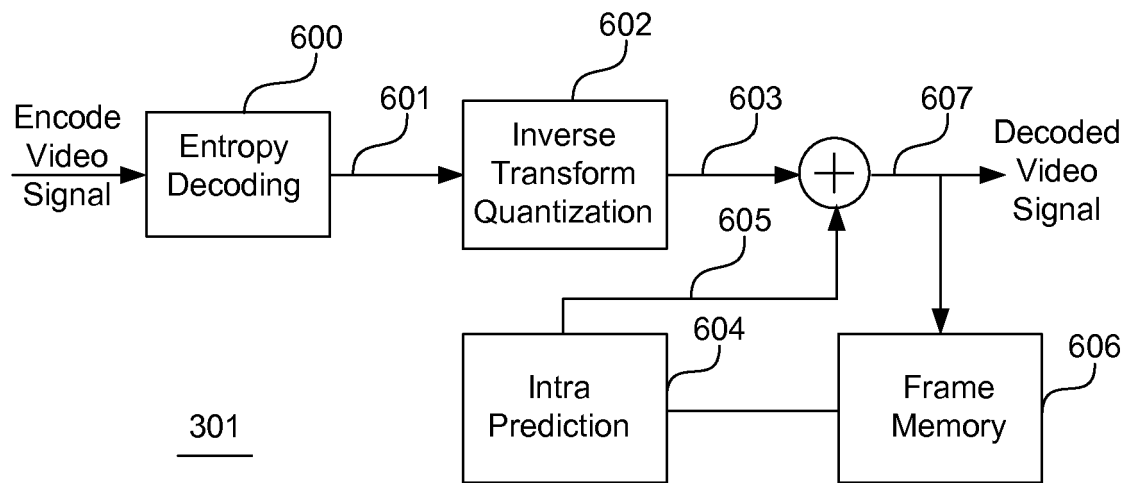 600
602
Encode
Video
Signal
Entropy
Decoding
601
Inverse
Transform
Quantization
603
607
Decoded
Video
Signal
605
Intra
Prediction
604
Frame
Memory
606
301